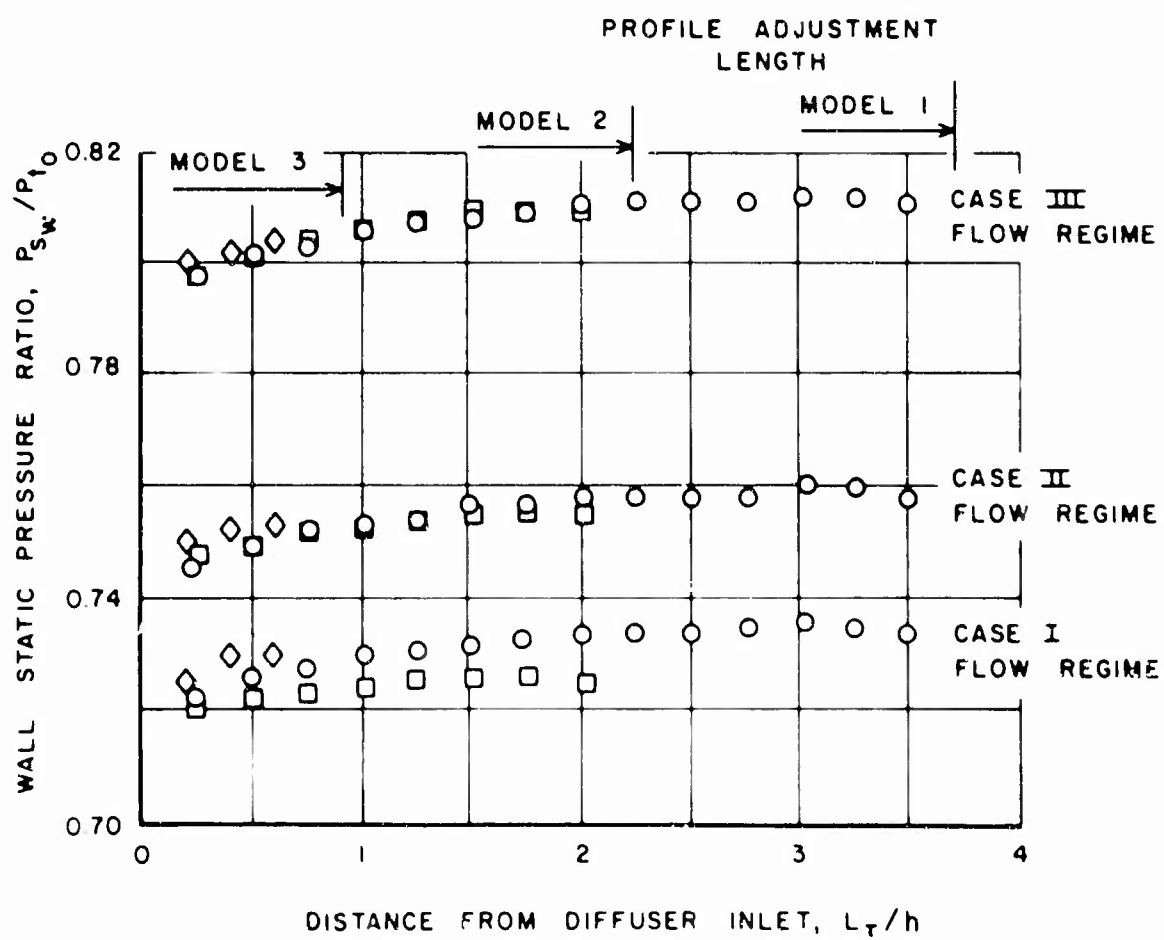 PROFILE ADJUSTMENT
LENGTH
MODEL 1
MODEL 2
MODEL 3
WALL STATIC PRESSURE RATIO, P_sw/P_to
0.82
0.78
0.74
0.70
CASE III
FLOW REGIME
CASE II
FLOW REGIME
CASE I
FLOW REGIME
0 1 2 3 4
DISTANCE FROM DIFFUSER INLET, L_T/h